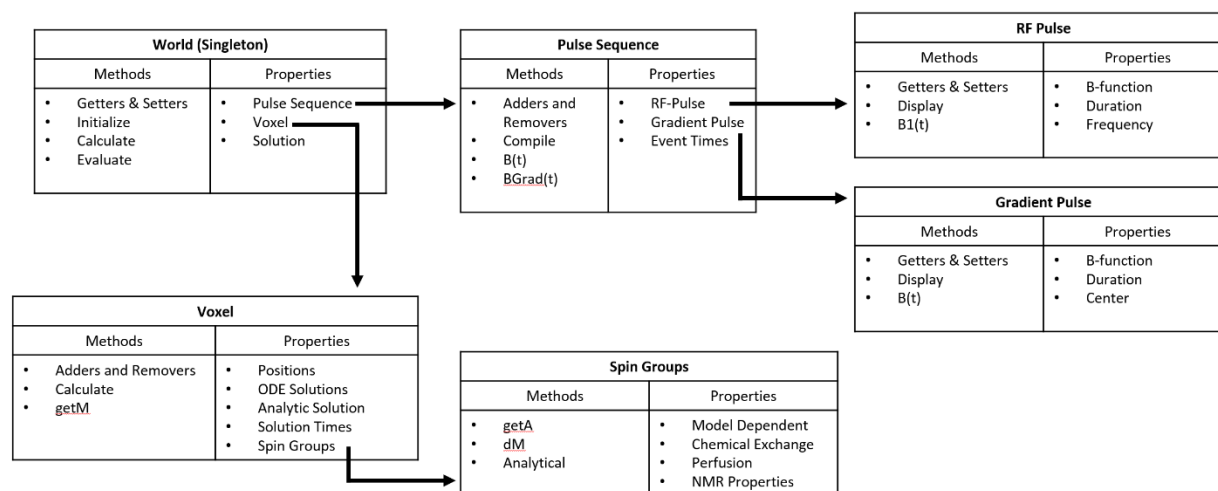 World (Singleton)
Methods
Properties
Getters & Setters
Initialize
Calculate
Evaluate
Pulse Sequence
Voxel
Solution
Pulse Sequence
Methods
Properties
Adders and
Removers
Compile
B(t)
BGrad(t)
RF-Pulse
Gradient Pulse
Event Times
RF Pulse
Methods
Properties
Getters & Setters
Display
B1(t)
B-function
Duration
Frequency
Gradient Pulse
Methods
Properties
Getters & Setters
Display
B(t)
B-function
Duration
Center
Voxel
Methods
Properties
Adders and Removers
Calculate
getM
Positions
ODE Solutions
Analytic Solution
Solution Times
Spin Groups
Spin Groups
Methods
Properties
getA
dM
Analytical
Model Dependent
Chemical Exchange
Perfusion
NMR Properties